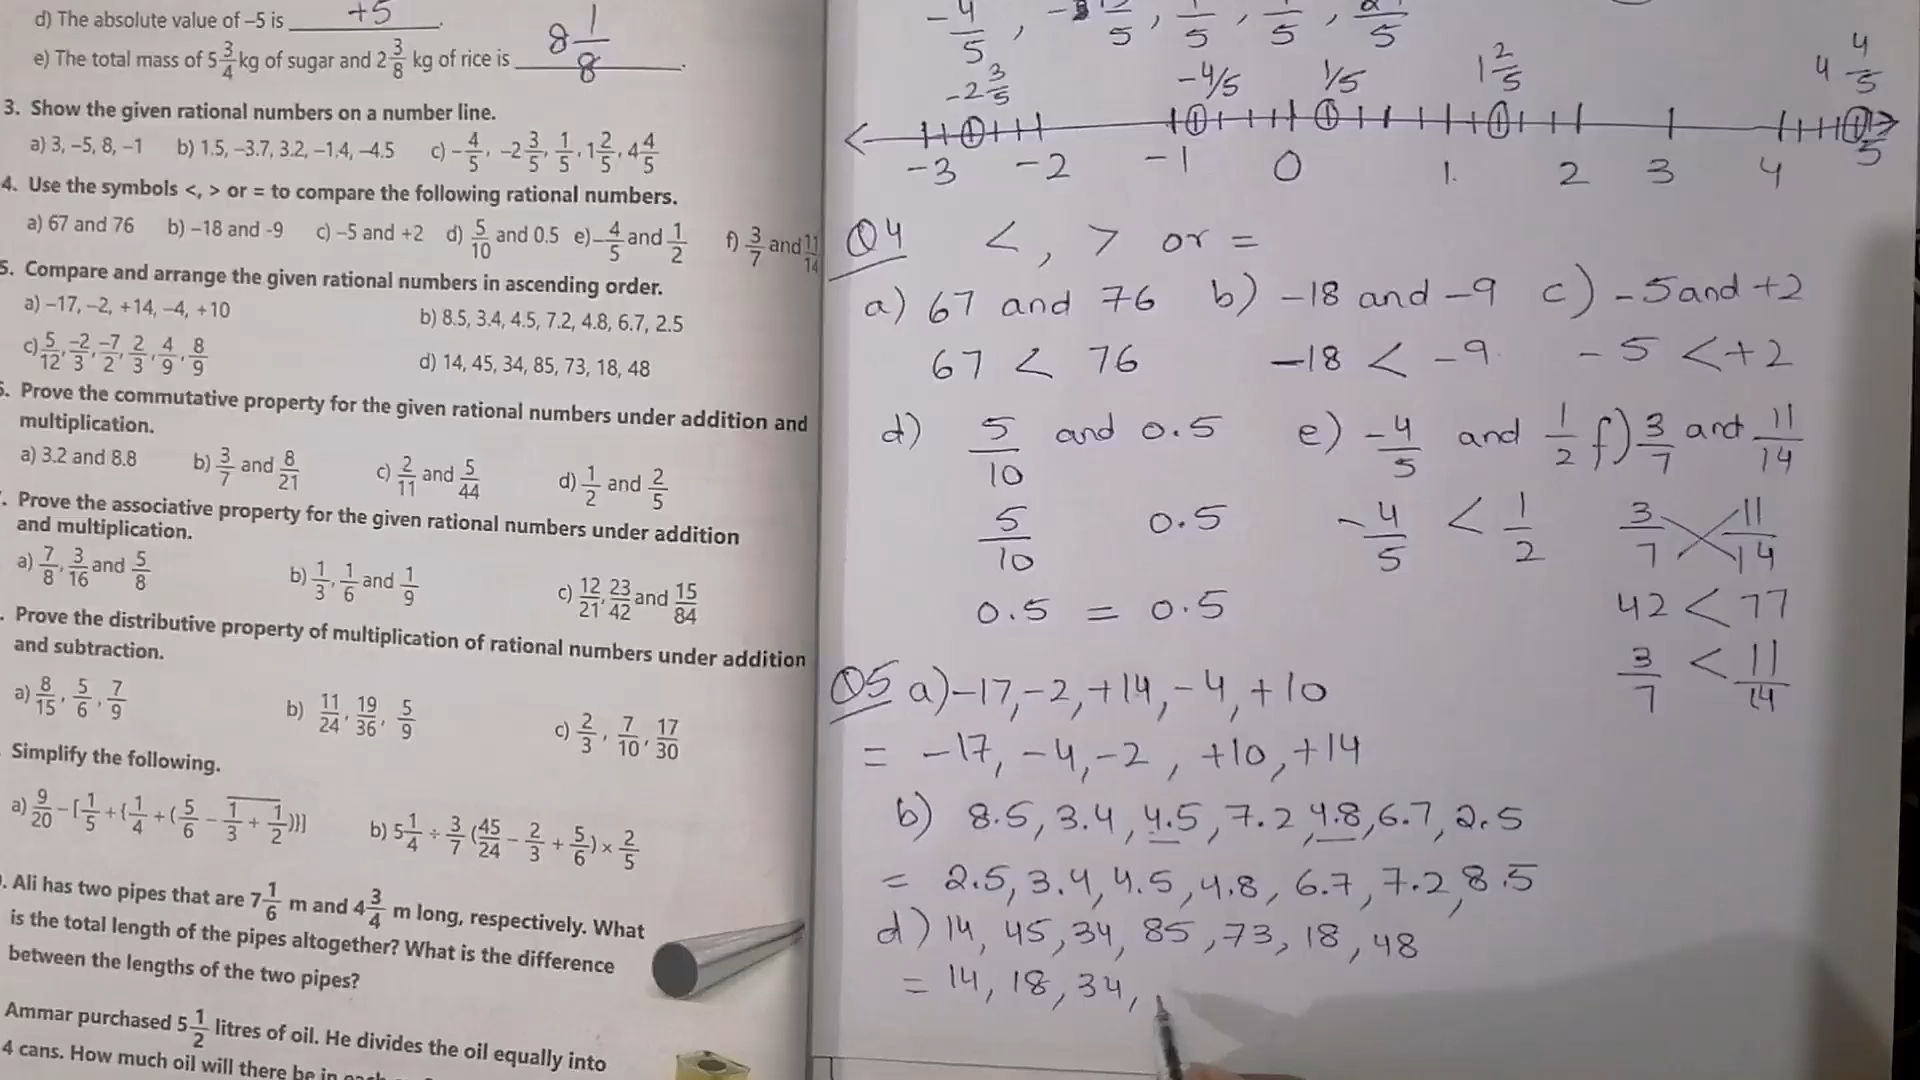 d) The absolute value of –5 is +5.
e) The total mass of 5 3/4 kg of sugar and 2 3/8 kg of rice is 8 1/8.
3. Show the given rational numbers on a number line.
a) 3, –5, 8, –1 b) 1.5, –3.7, 3.2, –1.4, –4.5 c) –4/5, –2 3/5, 1/5, 1 2/5, 4 4/5
4. Use the symbols <, > or = to compare the following rational numbers.
a) 67 and 76 b) –18 and -9 c) –5 and +2 d) 5/10 and 0.5 e) –4/5 and 1/2 f) 3/7 and 11/14
5. Compare and arrange the given rational numbers in ascending order.
a) –17, –2, +14, –4, +10 b) 8.5, 3.4, 4.5, 7.2, 4.8, 6.7, 2.5
c) 5/12, –2/3, –7/2, 2/3, 4/9, 8/9 d) 14, 45, 34, 85, 73, 18, 48
. Prove the commutative property for the given rational numbers under addition and
multiplication.
a) 3.2 and 8.8 b) 3/7 and 8/21 c) 2/11 and 5/44 d) 1/2 and 2/5
. Prove the associative property for the given rational numbers under addition
and multiplication.
a) 7/8, 3/16 and 5/8 b) 1/3, 1/6 and 1/9 c) 12/21, 23/42 and 15/84
. Prove the distributive property of multiplication of rational numbers under addition
and subtraction.
a) 8/15, 5/6, 7/9 b) 11/24, 19/36, 5/9 c) 2/3, 7/10, 17/30
Simplify the following.
a) 9/20 – [1/5 + {1/4 + (5/6 – 1/3 + 1/2)}] b) 5 1/4 ÷ 3/7 (45/24 – 2/3 + 5/6) × 2/5
. Ali has two pipes that are 7 1/6 m and 4 3/4 m long, respectively. What
is the total length of the pipes altogether? What is the difference
between the lengths of the two pipes?
Ammar purchased 5 1/2 litres of oil. He divides the oil equally into
4 cans. How much oil will there be in
-4/5 ,
-2 3/5 -4/5 1/5 1 2/5 4 4/5
-3 -2 -1 0 1. 2 3 4 5
Q4 < , > or =
a) 67 and 76 b) -18 and -9 c) -5 and +2
67 < 76 -18 < -9 -5 < +2
d) 5/10 and 0.5 e) -4/5 and 1/2 f) 3/7 and 11/14
5/10 0.5 -4/5 < 1/2 3/7 11/14
0.5 = 0.5 42 < 77
3/7 < 11/14
Q5 a) -17, -2, +14, -4, +10
= -17, -4, -2, +10, +14
b) 8.5, 3.4, 4.5, 7.2, 4.8, 6.7, 2.5
= 2.5, 3.4, 4.5, 4.8, 6.7, 7.2, 8.5
d) 14, 45, 34, 85, 73, 18, 48
= 14, 18, 34,